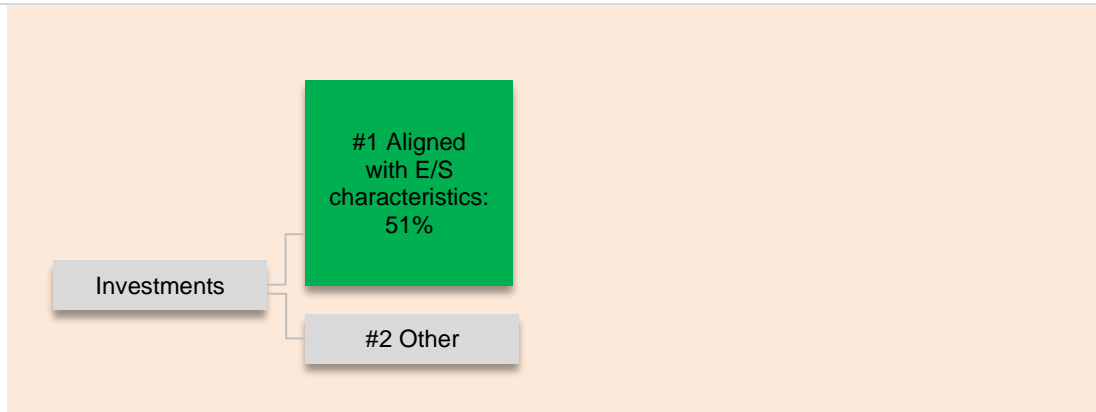 #1 Aligned
with E/S
characteristics:
51%
Investments
#2 Other